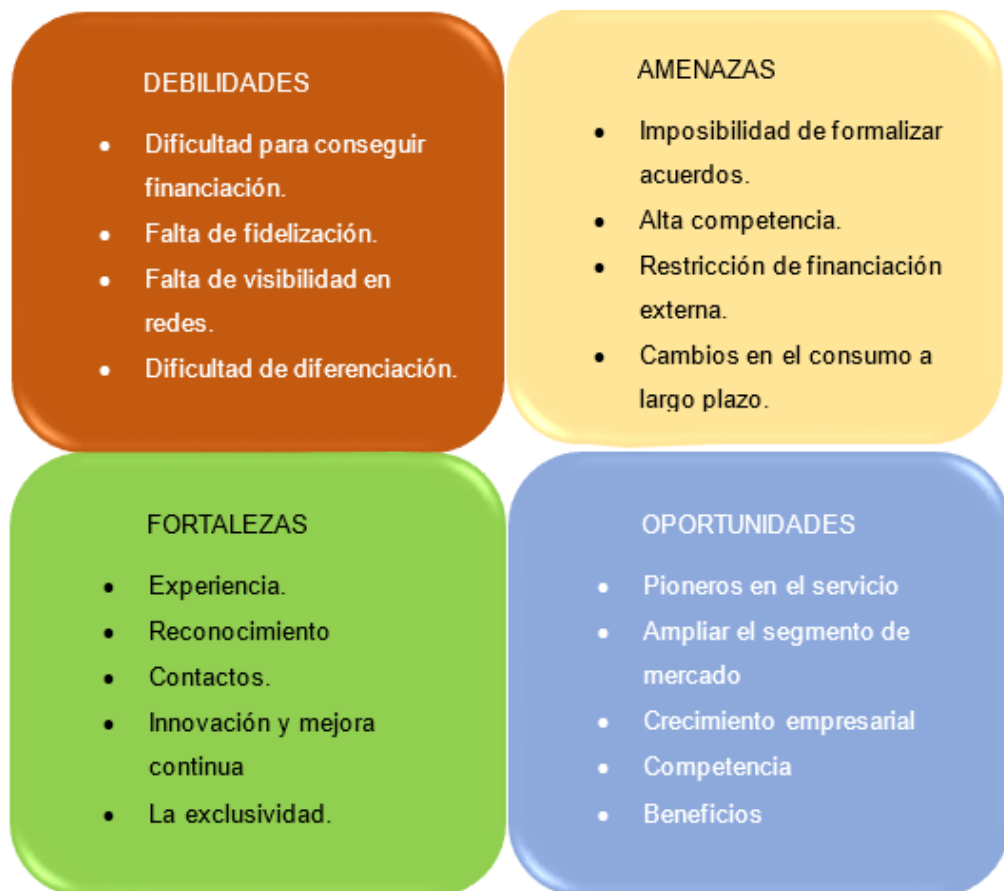 DEBILIDADES
• Dificultad para conseguir
financiación.
• Falta de fidelización.
• Falta de visibilidad en
redes.
• Dificultad de diferenciación.
AMENAZAS
• Imposibilidad de formalizar
acuerdos.
• Alta competencia.
• Restricción de financiación
externa.
• Cambios en el consumo a
largo plazo.
FORTALEZAS
• Experiencia.
• Reconocimiento
• Contactos.
• Innovación y mejora
continua
• La exclusividad.
OPORTUNIDADES
• Pioneros en el servicio
• Ampliar el segmento de
mercado
• Crecimiento empresarial
• Competencia
• Beneficios